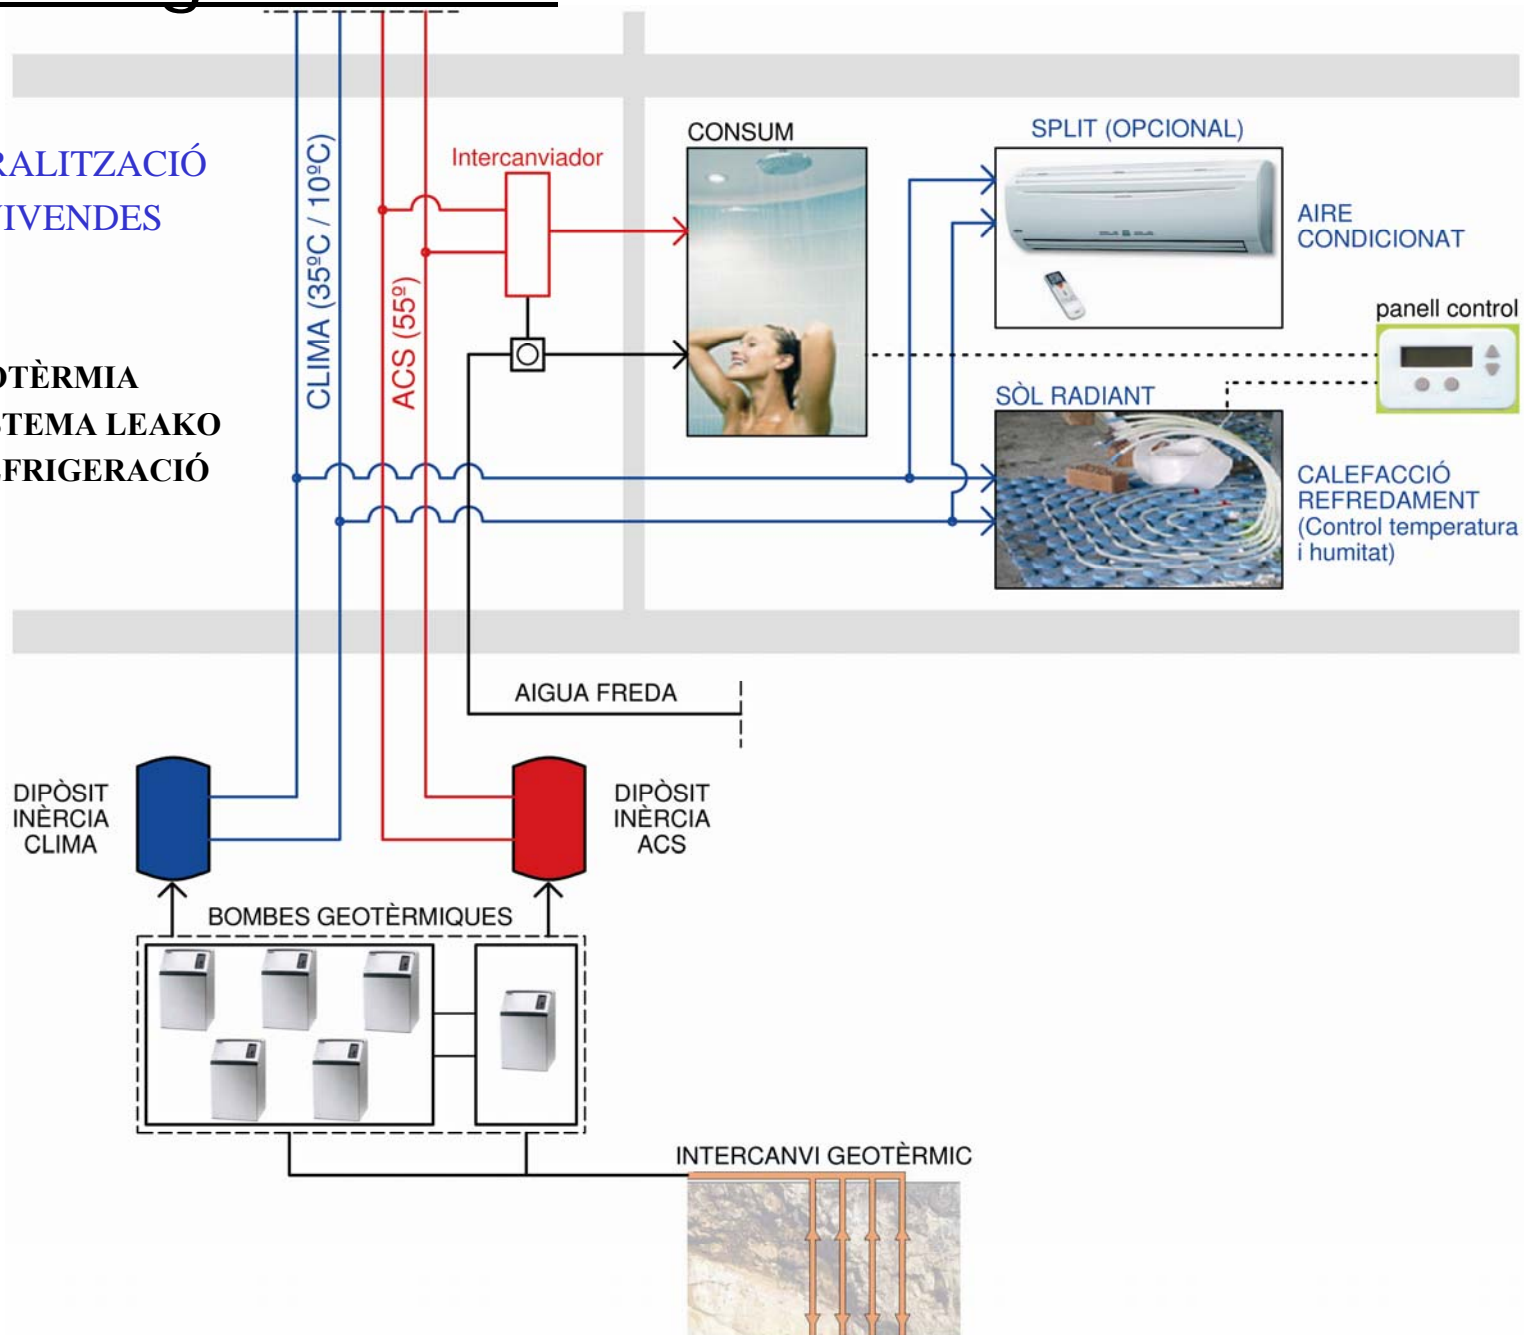 RALITZACIÓ
IVENDES
OTÈRMIA
STEMA LEAKO
EFRIGERACIÓ
CLIMA (35ºC / 10ºC)
ACS (55º)
Intercanviador
CONSUM
SPLIT (OPCIONAL)
AIRE
CONDICIONAT
panell control
SÒL RADIANT
CALEFACCIÓ
REFREDAMENT
(Control temperatura
i humitat)
AIGUA FREDA
DIPÒSIT
INÈRCIA
CLIMA
DIPÒSIT
INÈRCIA
ACS
BOMBES GEOTÈRMIQUES
INTERCANVI GEOTÈRMIC